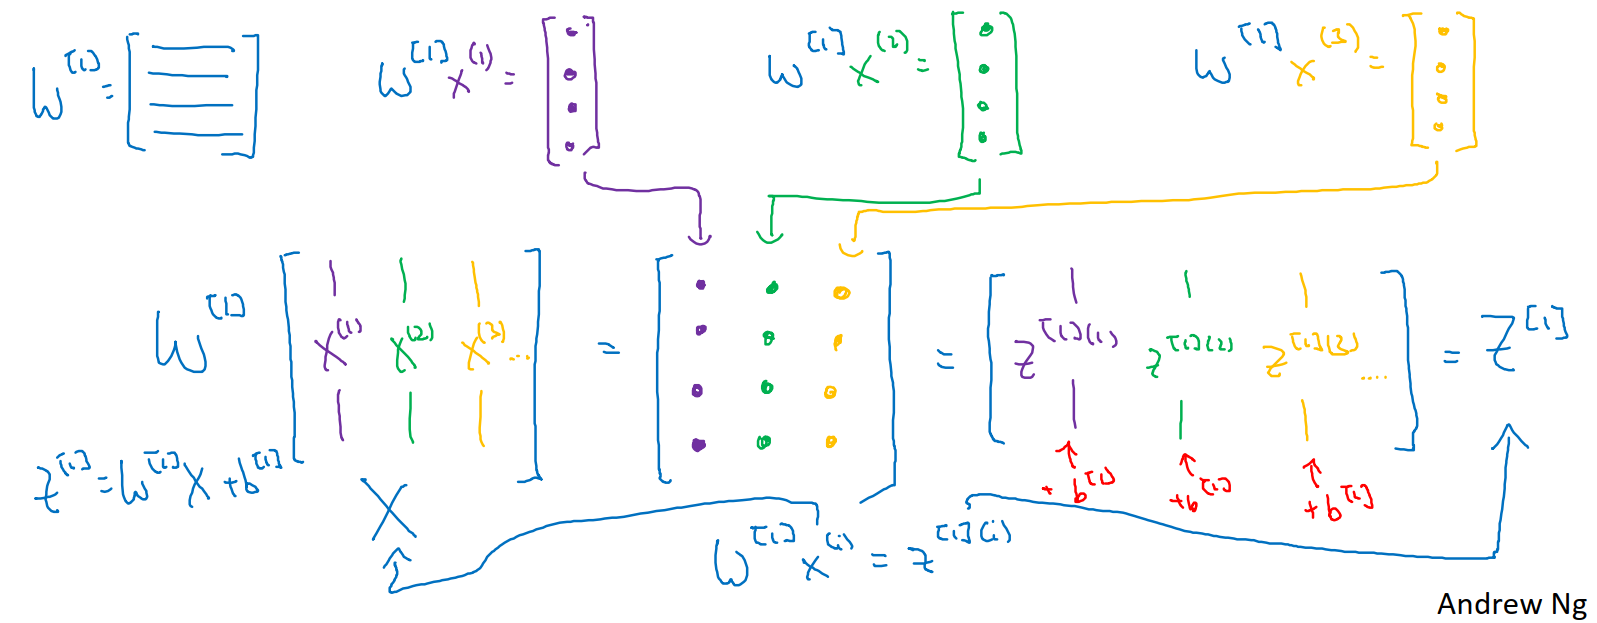 W^[1] = [ ]   W^[1] x^(1) = [ ]   W^[1] x^(2) = [ ]   W^[1] x^(3) = [ ]
W^[1] [ x^(1) x^(2) x^(3) ... ] = [ ] = [ z^[1](1) z^[1](2) z^[1](3) .... ] = Z^[1]
z^[1] = W^[1] X + b^[1]
X
+ b^[1]   + b^[1]   + b^[1]
W^[1] x^(i) = z^[1](i)
Andrew Ng